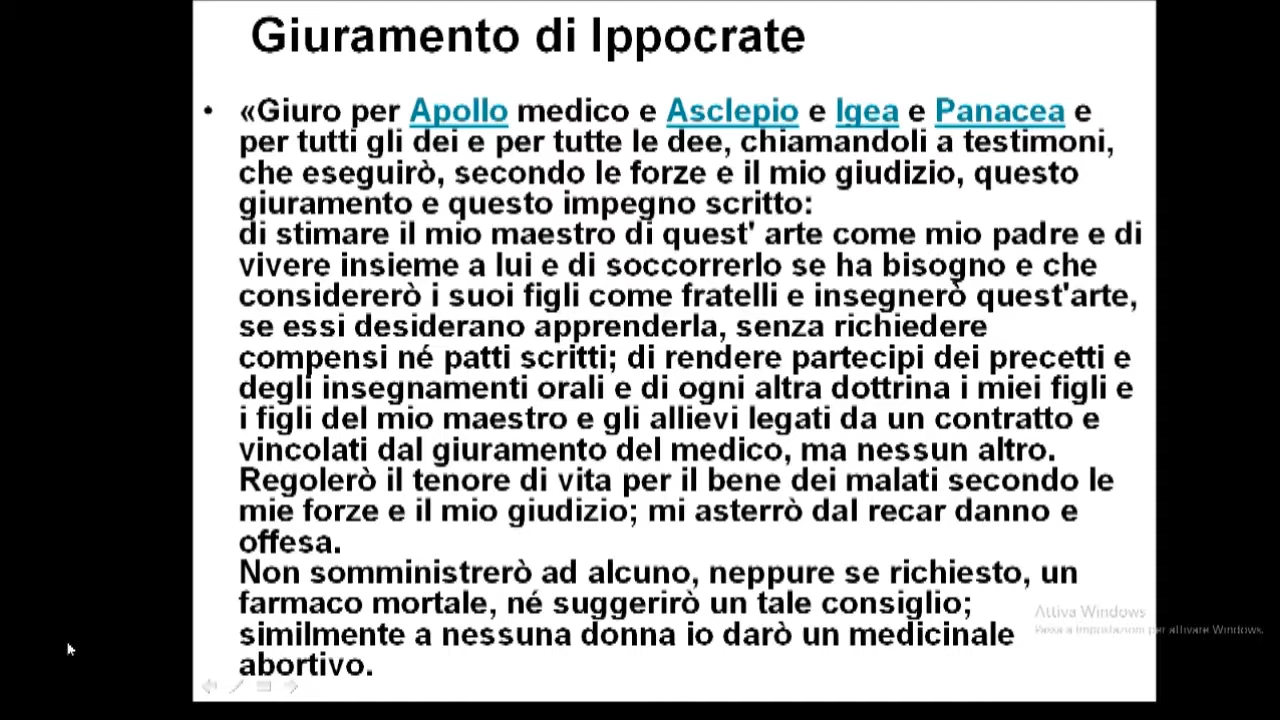 Giuramento di Ippocrate
• «Giuro per Apollo medico e Asclepio e Igea e Panacea e
per tutti gli dei e per tutte le dee, chiamandoli a testimoni,
che eseguirò, secondo le forze e il mio giudizio, questo
giuramento e questo impegno scritto:
di stimare il mio maestro di quest' arte come mio padre e di
vivere insieme a lui e di soccorrerlo se ha bisogno e che
considererò i suoi figli come fratelli e insegnerò quest'arte,
se essi desiderano apprenderla, senza richiedere
compensi né patti scritti; di rendere partecipi dei precetti e
degli insegnamenti orali e di ogni altra dottrina i miei figli e
i figli del mio maestro e gli allievi legati da un contratto e
vincolati dal giuramento del medico, ma nessun altro.
Regolerò il tenore di vita per il bene dei malati secondo le
mie forze e il mio giudizio; mi asterrò dal recar danno e
offesa.
Non somministrerò ad alcuno, neppure se richiesto, un
farmaco mortale, né suggerirò un tale consiglio;
similmente a nessuna donna io darò un medicinale
abortivo.
Attiva Windows
Passa a Impostazioni per attivare Windows.